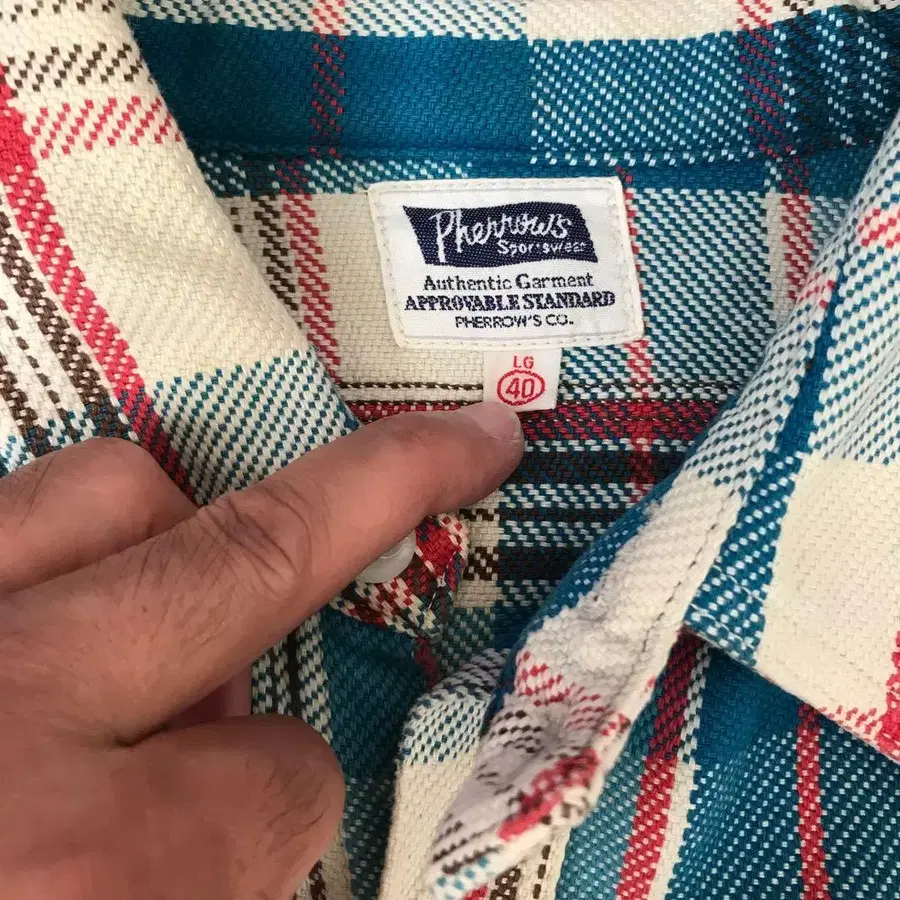 Pherrow's
Sportswear
Authentic Garment
APPROVABLE STANDARD
PHERROW'S CO.
LG
40